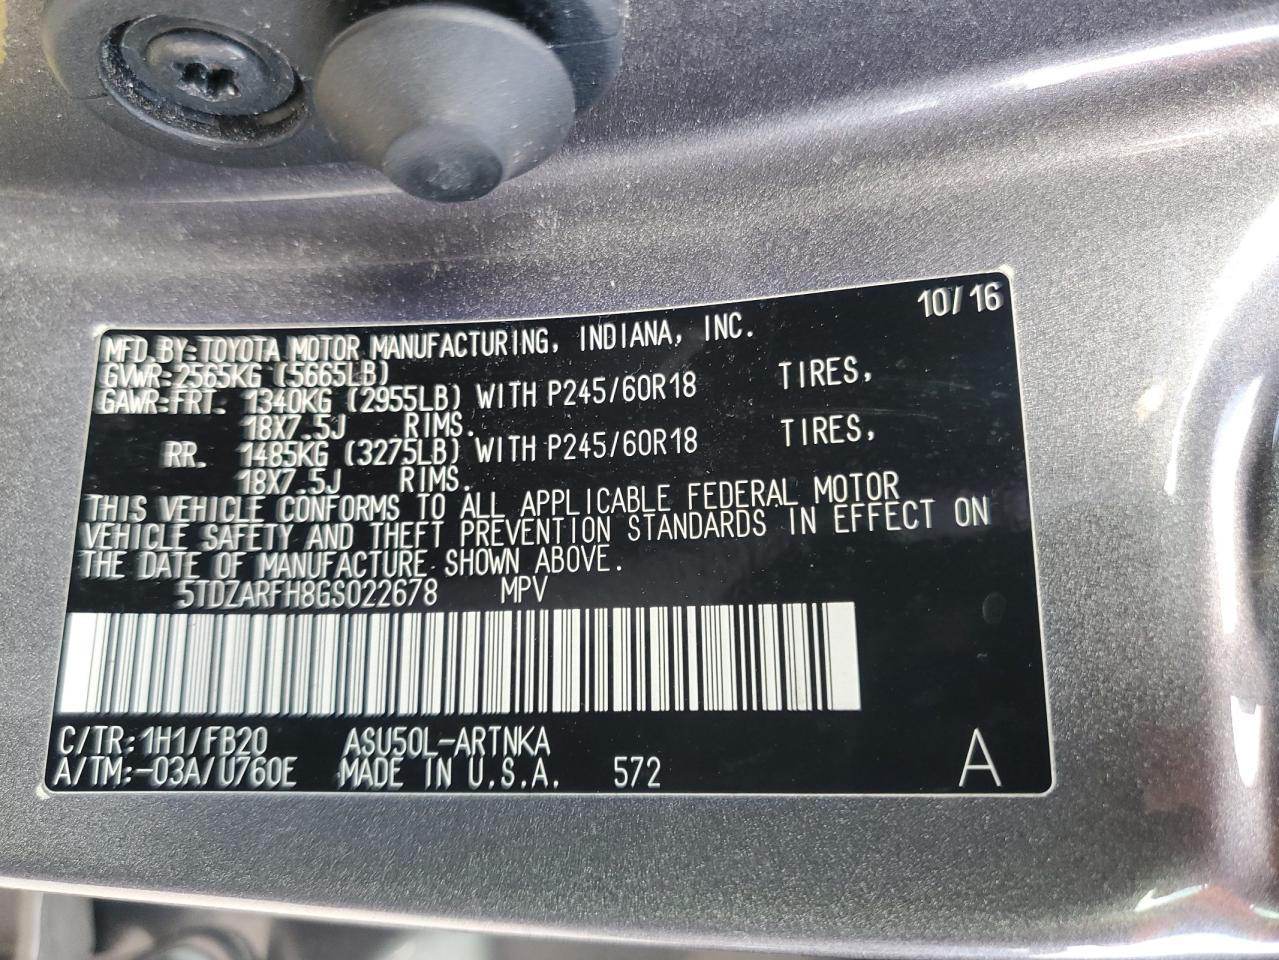 10/16
MFD.BY:TOYOTA MOTOR MANUFACTURING, INDIANA, INC.
GVWR:2565KG (5665LB)
GAWR:FRT. 1340KG (2955LB) WITH P245/60R18 TIRES,
18X7.5J RIMS.
RR. 1485KG (3275LB) WITH P245/60R18 TIRES,
18X7.5J RIMS.
THIS VEHICLE CONFORMS TO ALL APPLICABLE FEDERAL MOTOR
VEHICLE SAFETY AND THEFT PREVENTION STANDARDS IN EFFECT ON
THE DATE OF MANUFACTURE SHOWN ABOVE.
5TDZARFH8GS022678 MPV
C/TR:1H1/FB20 ASU50L-ARTNKA
A/TM:-03A/U760E MADE IN U.S.A. 572 A